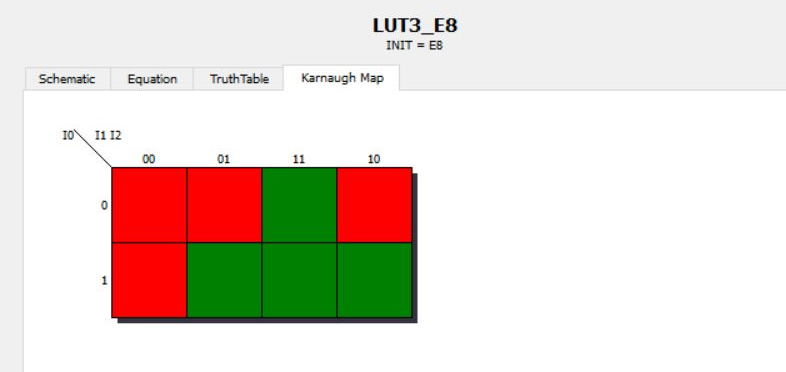 LUT3_E8
INIT = E8
Schematic Equation TruthTable Karnaugh Map
I0 I1 I2
00 01 11 10
0
1